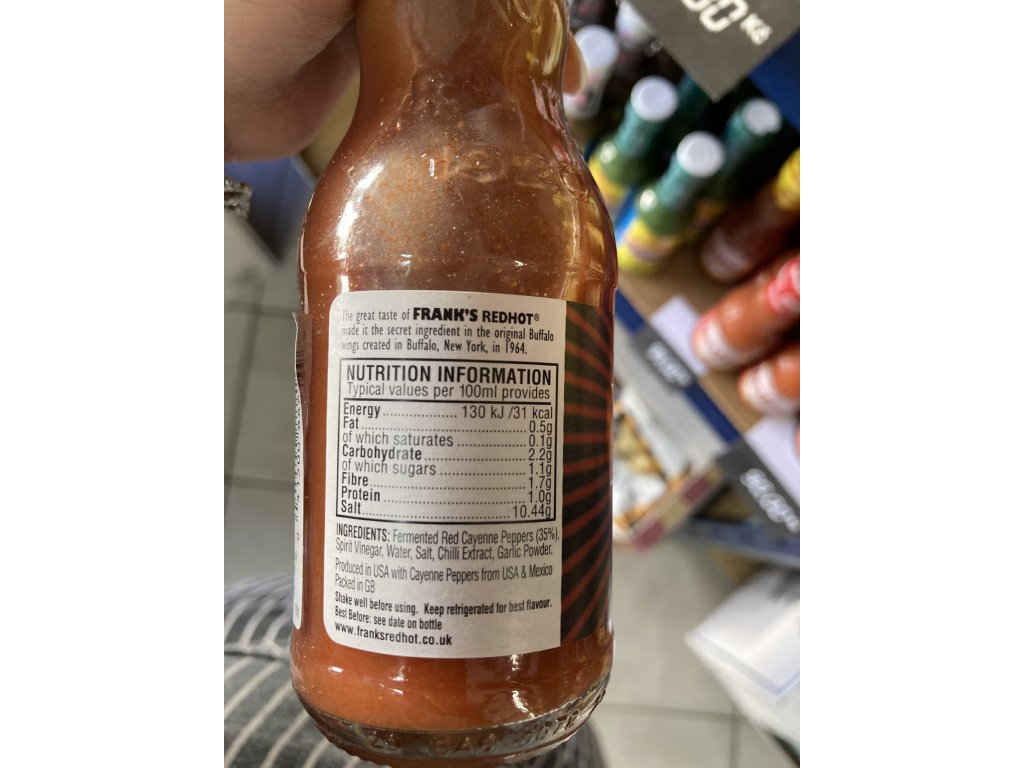 The great taste of FRANK'S REDHOT®
made it the secret ingredient in the original Buffalo
wings created in Buffalo, New York, in 1964.
NUTRITION INFORMATION
Typical values per 100ml provides
Energy .................. 130 kJ /31 kcal
Fat .................. 0.5g
of which saturates .................. 0.1g
Carbohydrate .................. 2.2g
of which sugars .................. 1.1g
Fibre .................. 1.7g
Protein .................. 1.0g
Salt .................. 10.44g
INGREDIENTS: Fermented Red Cayenne Peppers (35%),
Spirit Vinegar, Water, Salt, Chilli Extract, Garlic Powder.
Produced in USA with Cayenne Peppers from USA & Mexico
Packed in GB
Shake well before using. Keep refrigerated for best flavour.
Best Before: see date on bottle
www.franksredhot.co.uk